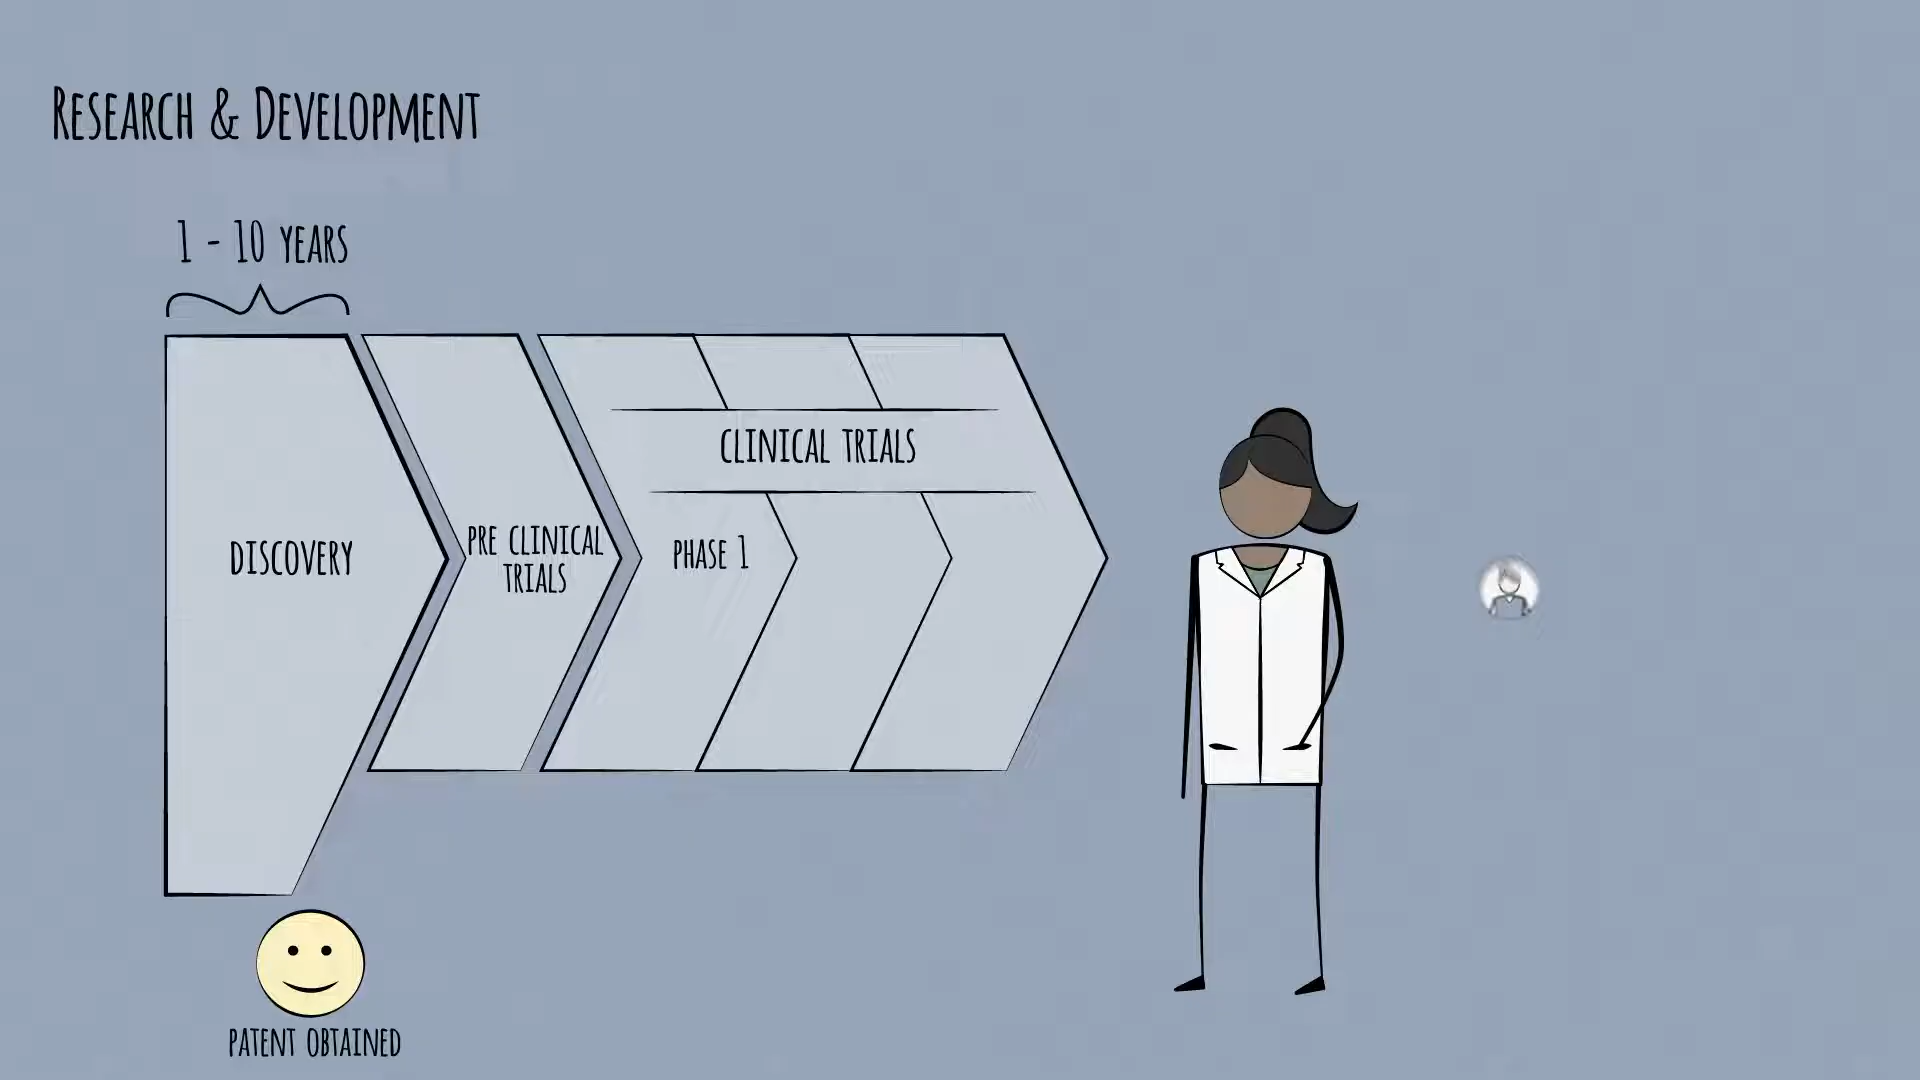 RESEARCH & DEVELOPMENT
1 - 10 YEARS
CLINICAL TRIALS
DISCOVERY
PRE CLINICAL
TRIALS
PHASE 1
PATENT OBTAINED